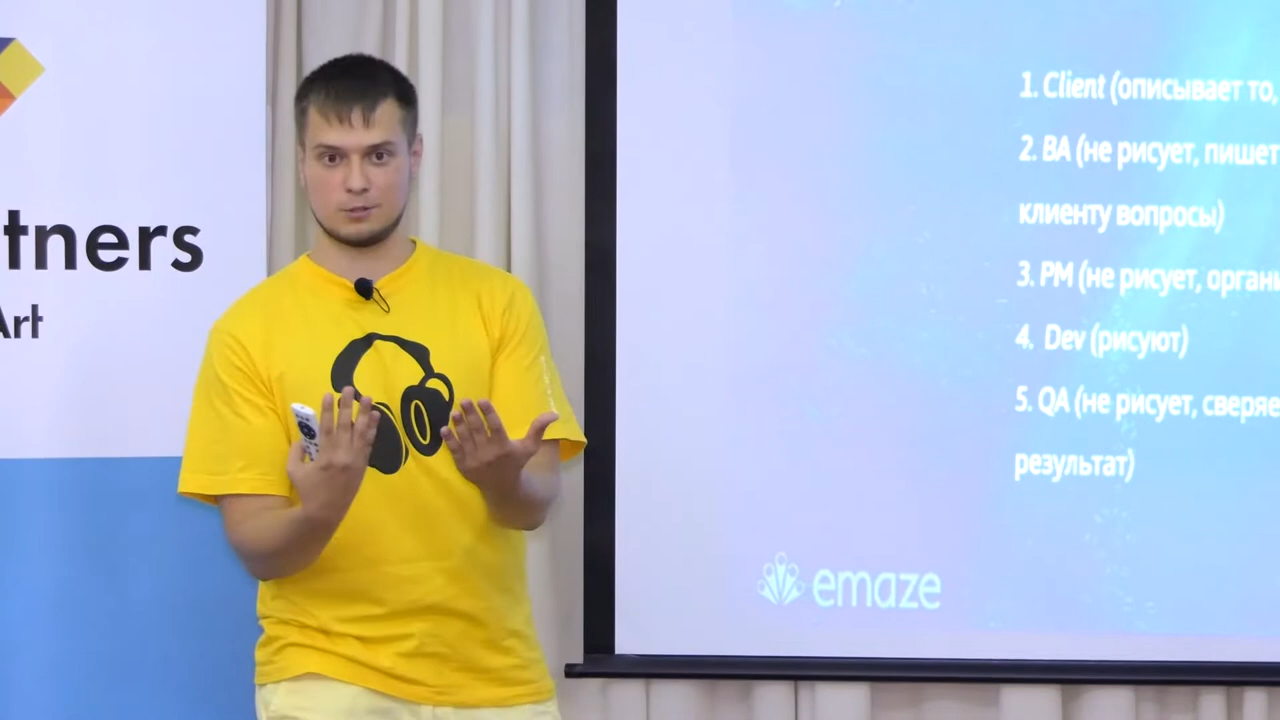 tners
Art
1. Client (описывает то,
2. BA (не рисует, пишет
клиенту вопросы)
3. PM (не рисует, органи
4. Dev (рисуют)
5. QA (не рисует, сверяе
результат)
emaze